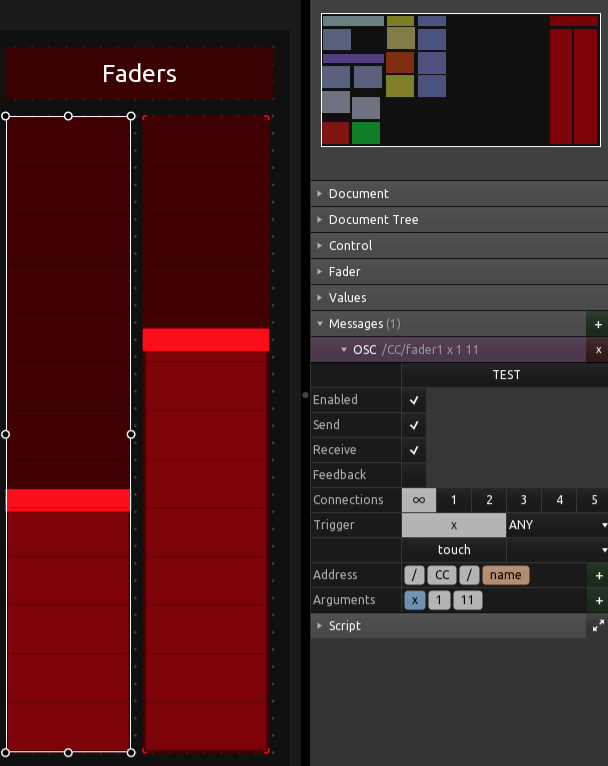 Faders
Document
Document Tree
Control
Fader
Values
Messages (1) +
OSC /CC/fader1 x 1 11 x
TEST
Enabled ✓
Send ✓
Receive ✓
Feedback
Connections ∞ 1 2 3 4 5
Trigger x ANY
touch
Address / CC / name +
Arguments x 1 11 +
Script